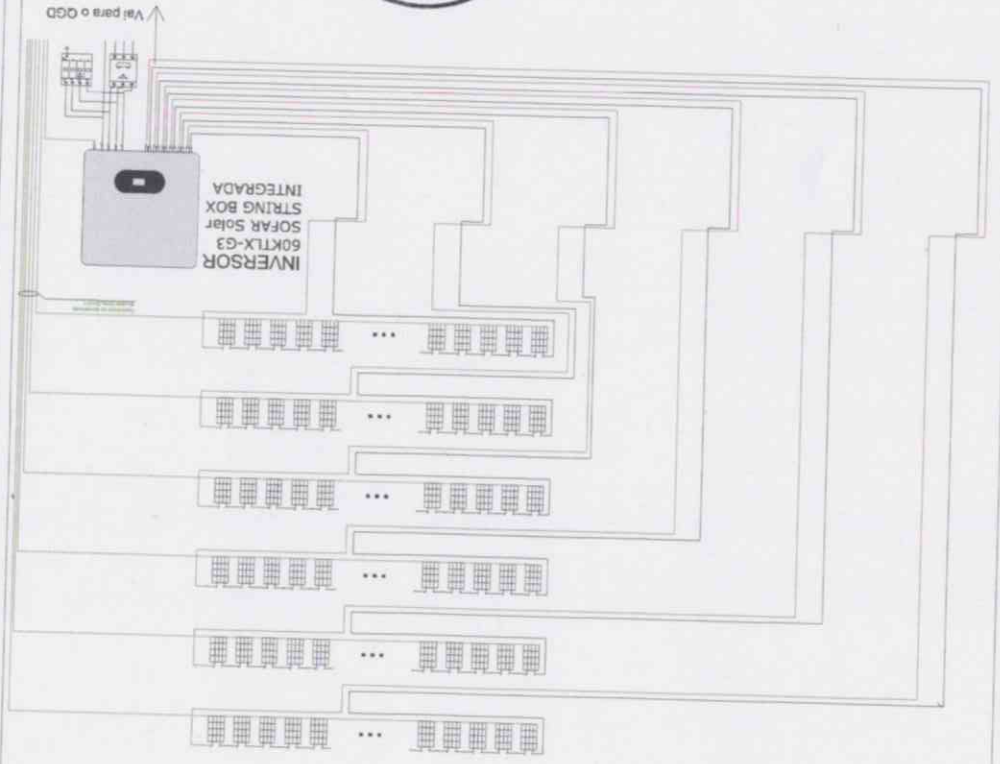 INVERSOR
60KTLX-G3
SOFAR Solar
STRING BOX
INTEGRADA
Vai para o QGD